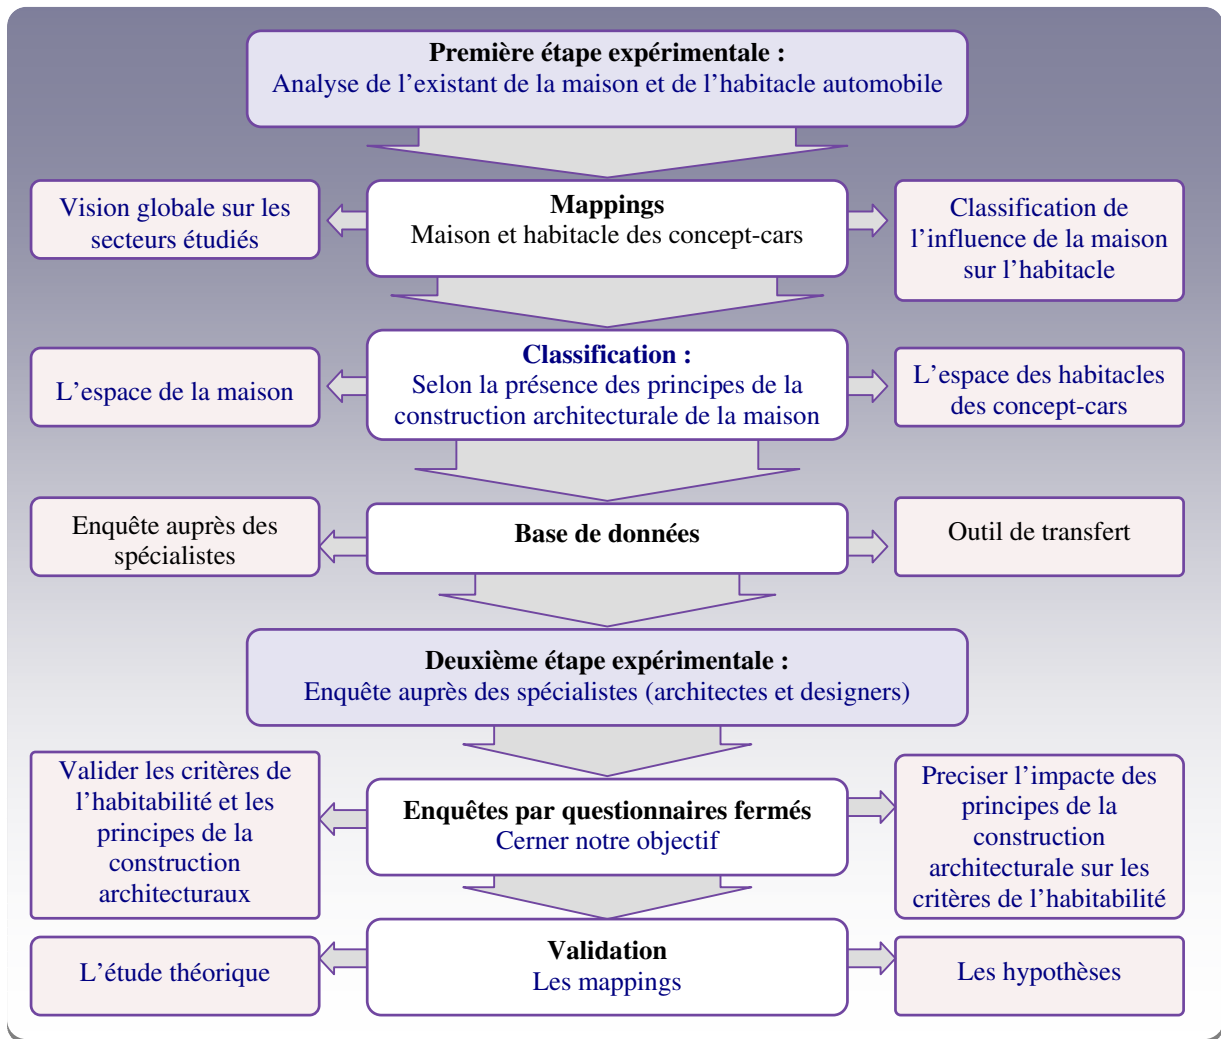 Première étape expérimentale :
Analyse de l’existant de la maison et de l’habitacle automobile
Vision globale sur les
secteurs étudiés
Mappings
Maison et habitacle des concept-cars
Classification de
l’influence de la maison
sur l’habitacle
L’espace de la maison
Classification :
Selon la présence des principes de la
construction architecturale de la maison
L’espace des habitacles
des concept-cars
Enquête auprès des
spécialistes
Base de données
Outil de transfert
Deuxième étape expérimentale :
Enquête auprès des spécialistes (architectes et designers)
Valider les critères de
l’habitabilité et les
principes de la
construction
architecturaux
Enquêtes par questionnaires fermés
Cerner notre objectif
Preciser l’impacte des
principes de la
construction
architecturale sur les
critères de l’habitabilité
L’étude théorique
Validation
Les mappings
Les hypothèses